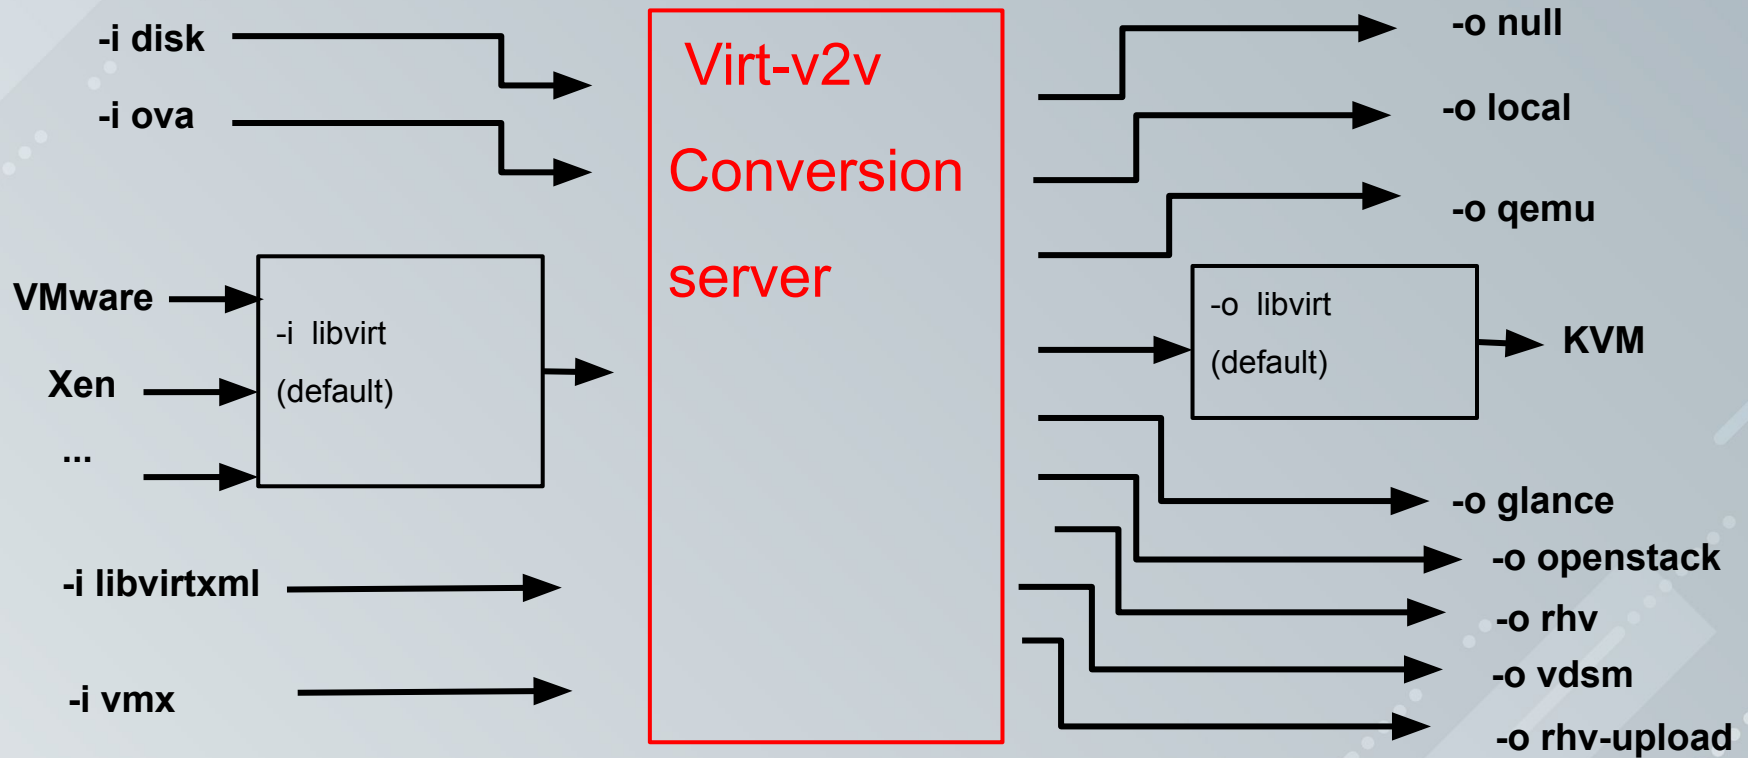 -i disk
-i ova
VMware
Xen
...
-i libvirt
(default)
-i libvirtxml
-i vmx
Virt-v2v
Conversion
server
-o null
-o local
-o qemu
-o libvirt
(default)
KVM
-o glance
-o openstack
-o rhv
-o vdsm
-o rhv-upload